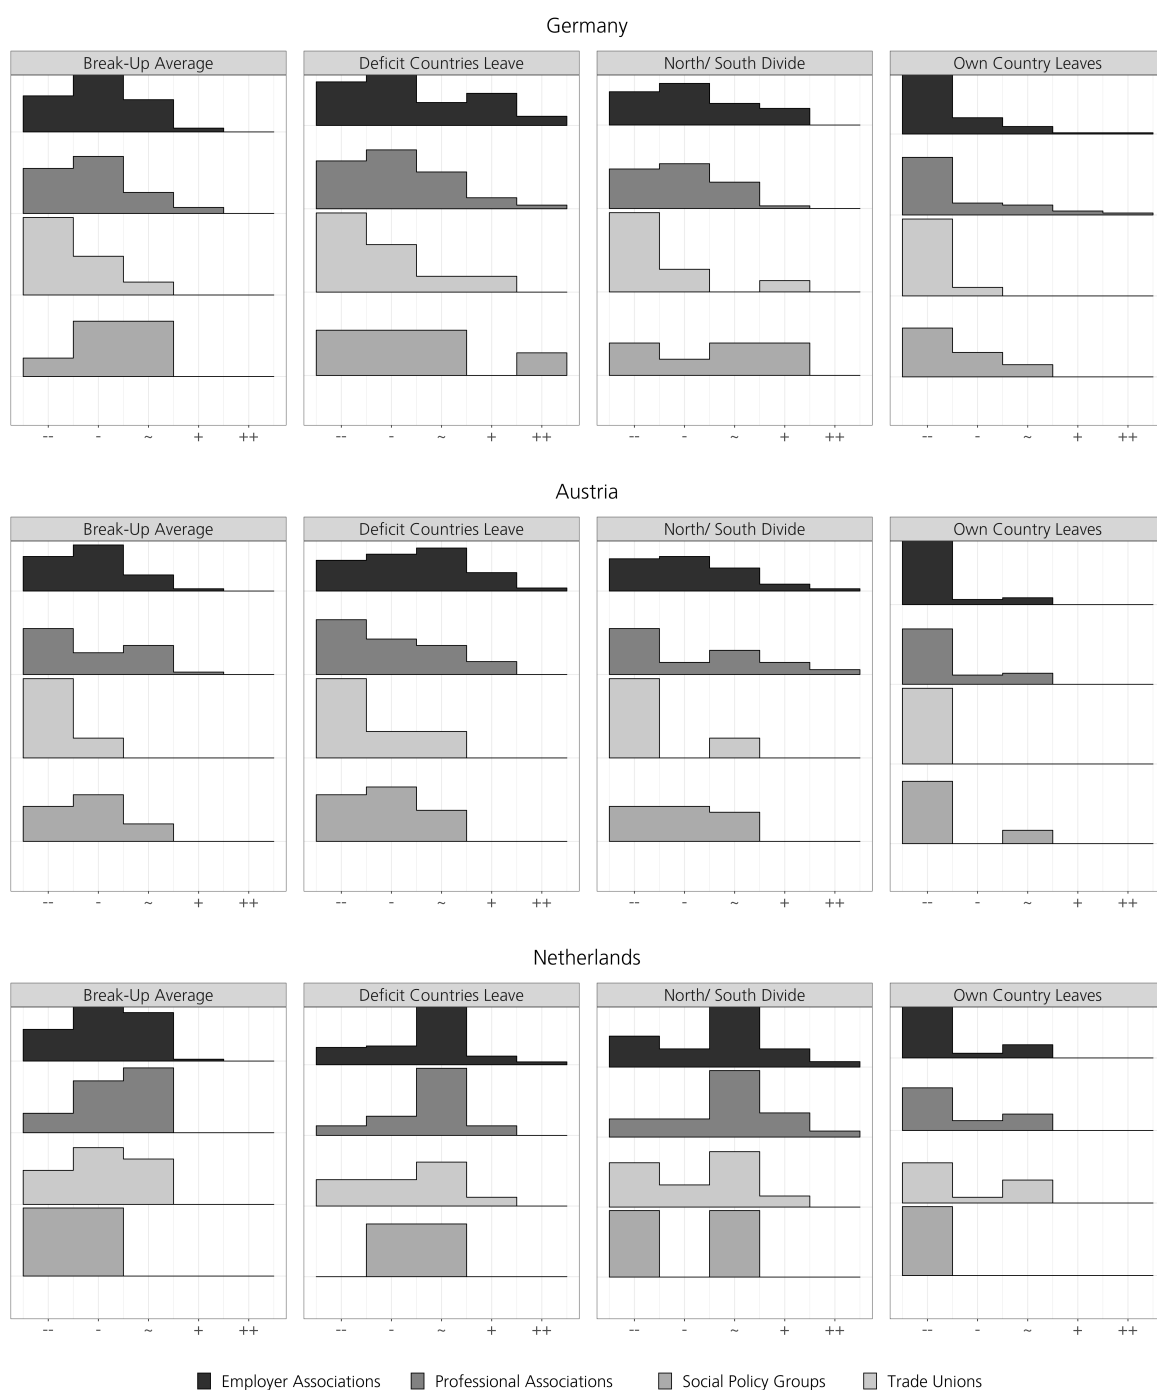 Germany
Break-Up Average Deficit Countries Leave North/ South Divide Own Country Leaves
-- - ~ + ++ -- - ~ + ++ -- - ~ + ++ -- - ~ + ++
Austria
Break-Up Average Deficit Countries Leave North/ South Divide Own Country Leaves
-- - ~ + ++ -- - ~ + ++ -- - ~ + ++ -- - ~ + ++
Netherlands
Break-Up Average Deficit Countries Leave North/ South Divide Own Country Leaves
-- - ~ + ++ -- - ~ + ++ -- - ~ + ++ -- - ~ + ++
Employer Associations Professional Associations Social Policy Groups Trade Unions